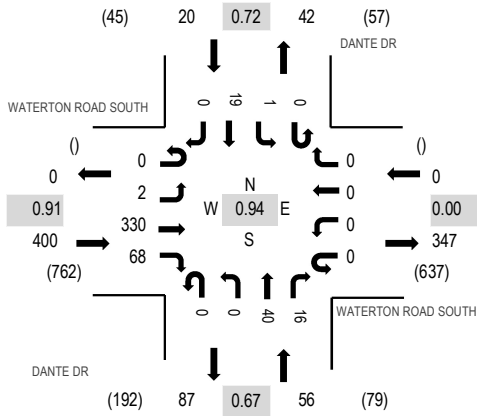 (45) 20 0.72 42 (57)
DANTE DR
WATERTON ROAD SOUTH
0 19 1 0
() ()
0 0 0 0
2 N 0
0.91 W 0.94 E 0.00
330 0
400 S 347
68 0
(762) (637)
0 0 40 16
WATERTON ROAD SOUTH
DANTE DR
(192) 87 0.67 56 (79)